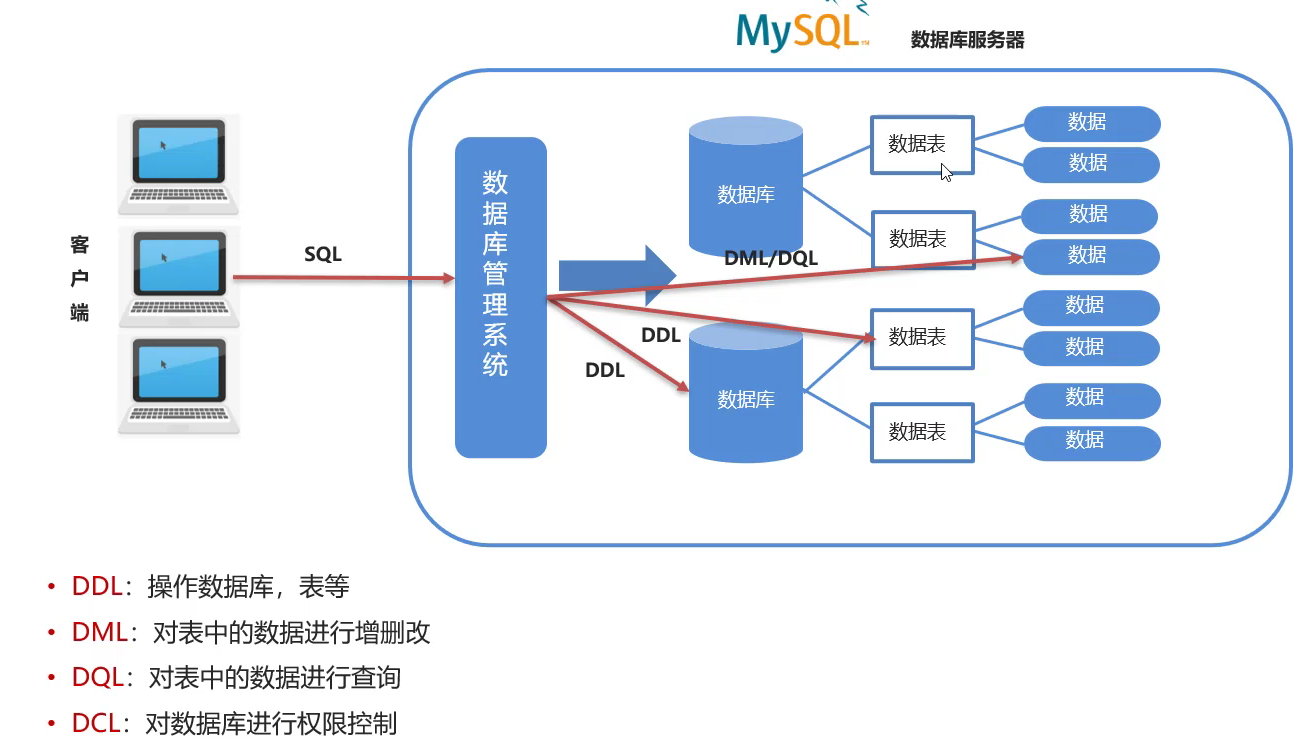 MySQL™
数据库服务器
客户端
SQL
数据库管理系统
数据库
数据表
数据
数据
数据表
数据
数据
DML/DQL
DDL
DDL
数据库
数据表
数据
数据
数据表
数据
数据
• DDL：操作数据库，表等
• DML：对表中的数据进行增删改
• DQL：对表中的数据进行查询
• DCL：对数据库进行权限控制